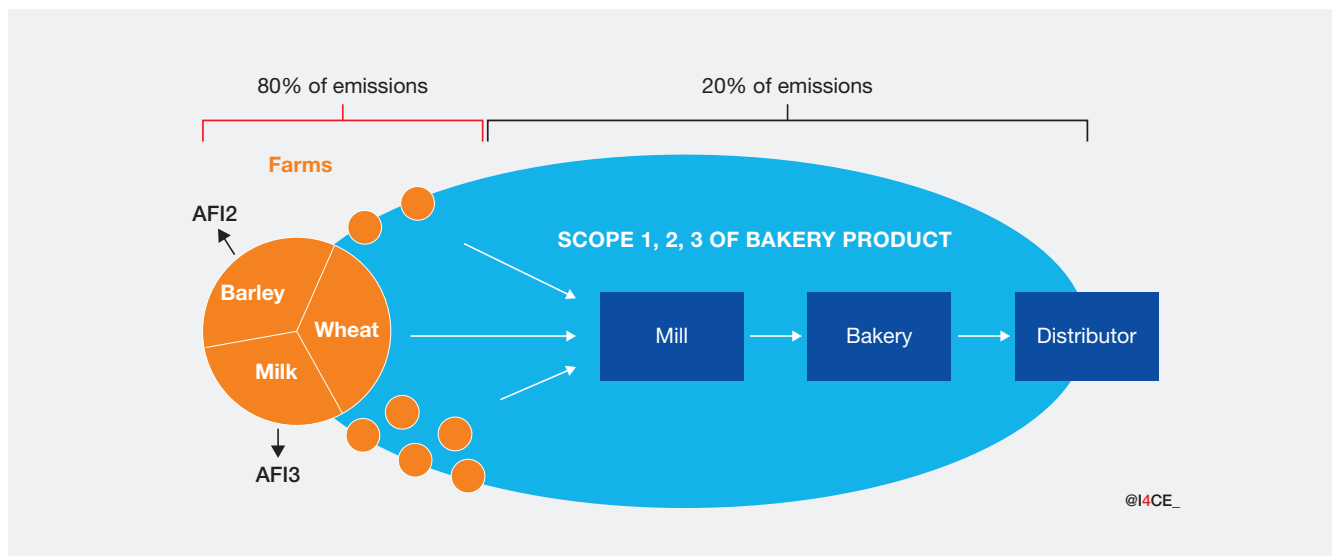 80% of emissions
20% of emissions
Farms
AFI2
SCOPE 1, 2, 3 OF BAKERY PRODUCT
Barley
Wheat
Milk
Mill
Bakery
Distributor
AFI3
@I4CE_